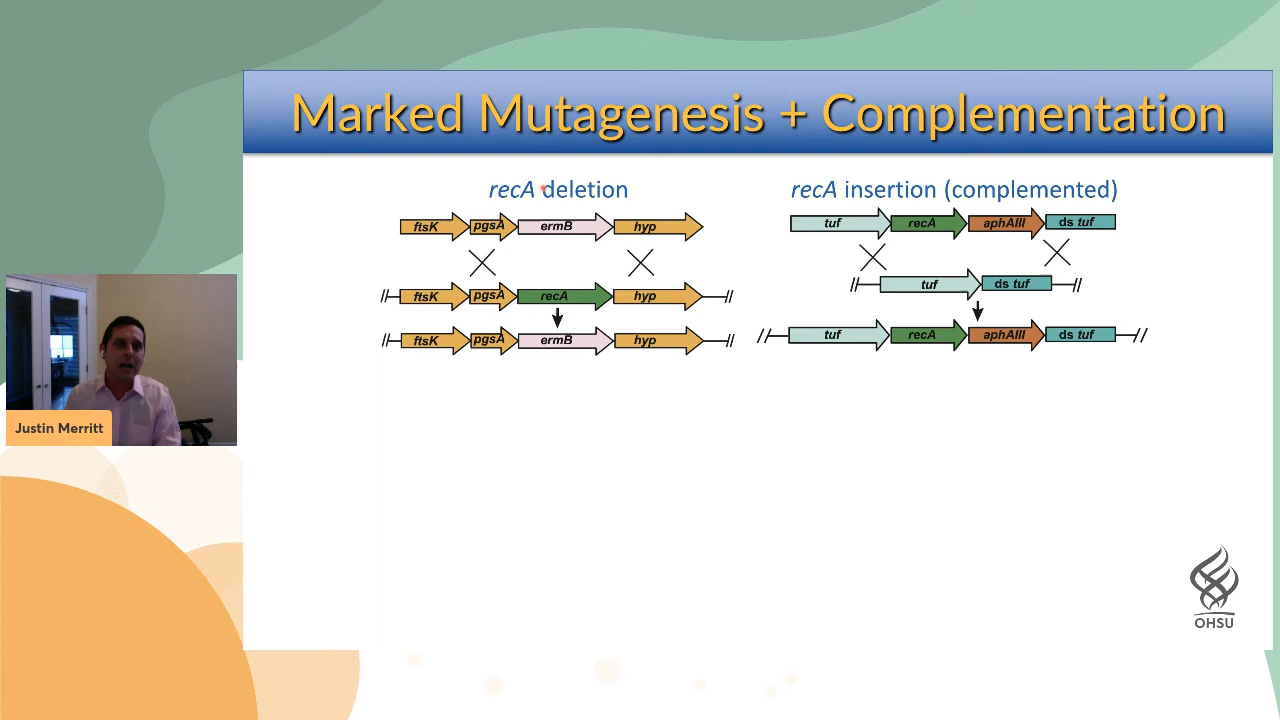 Marked Mutagenesis + Complementation
recA deletion
ftsK pgsA ermB hyp
ftsK pgsA recA hyp
ftsK pgsA ermB hyp
recA insertion (complemented)
tuf recA aphAIII ds tuf
tuf ds tuf
tuf recA aphAIII ds tuf
Justin Merritt
OHSU